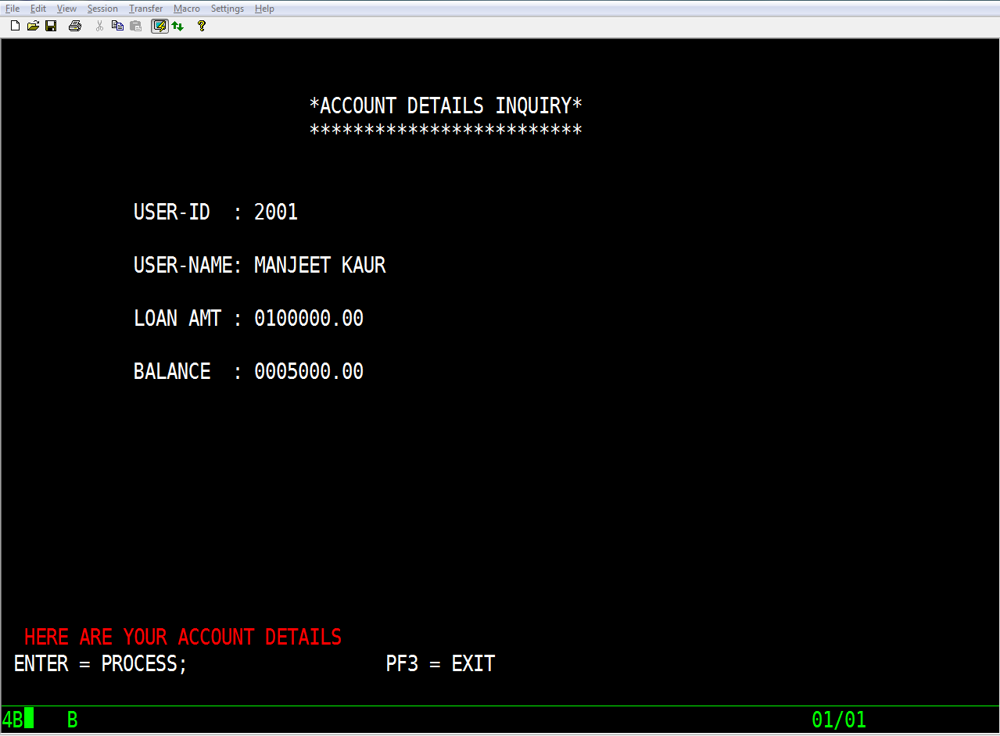 File Edit View Session Transfer Macro Settings Help
*ACCOUNT DETAILS INQUIRY*
*************************
USER-ID  : 2001
USER-NAME: MANJEET KAUR
LOAN AMT : 0100000.00
BALANCE  : 0005000.00
HERE ARE YOUR ACCOUNT DETAILS
ENTER = PROCESS; PF3 = EXIT
4B B 01/01